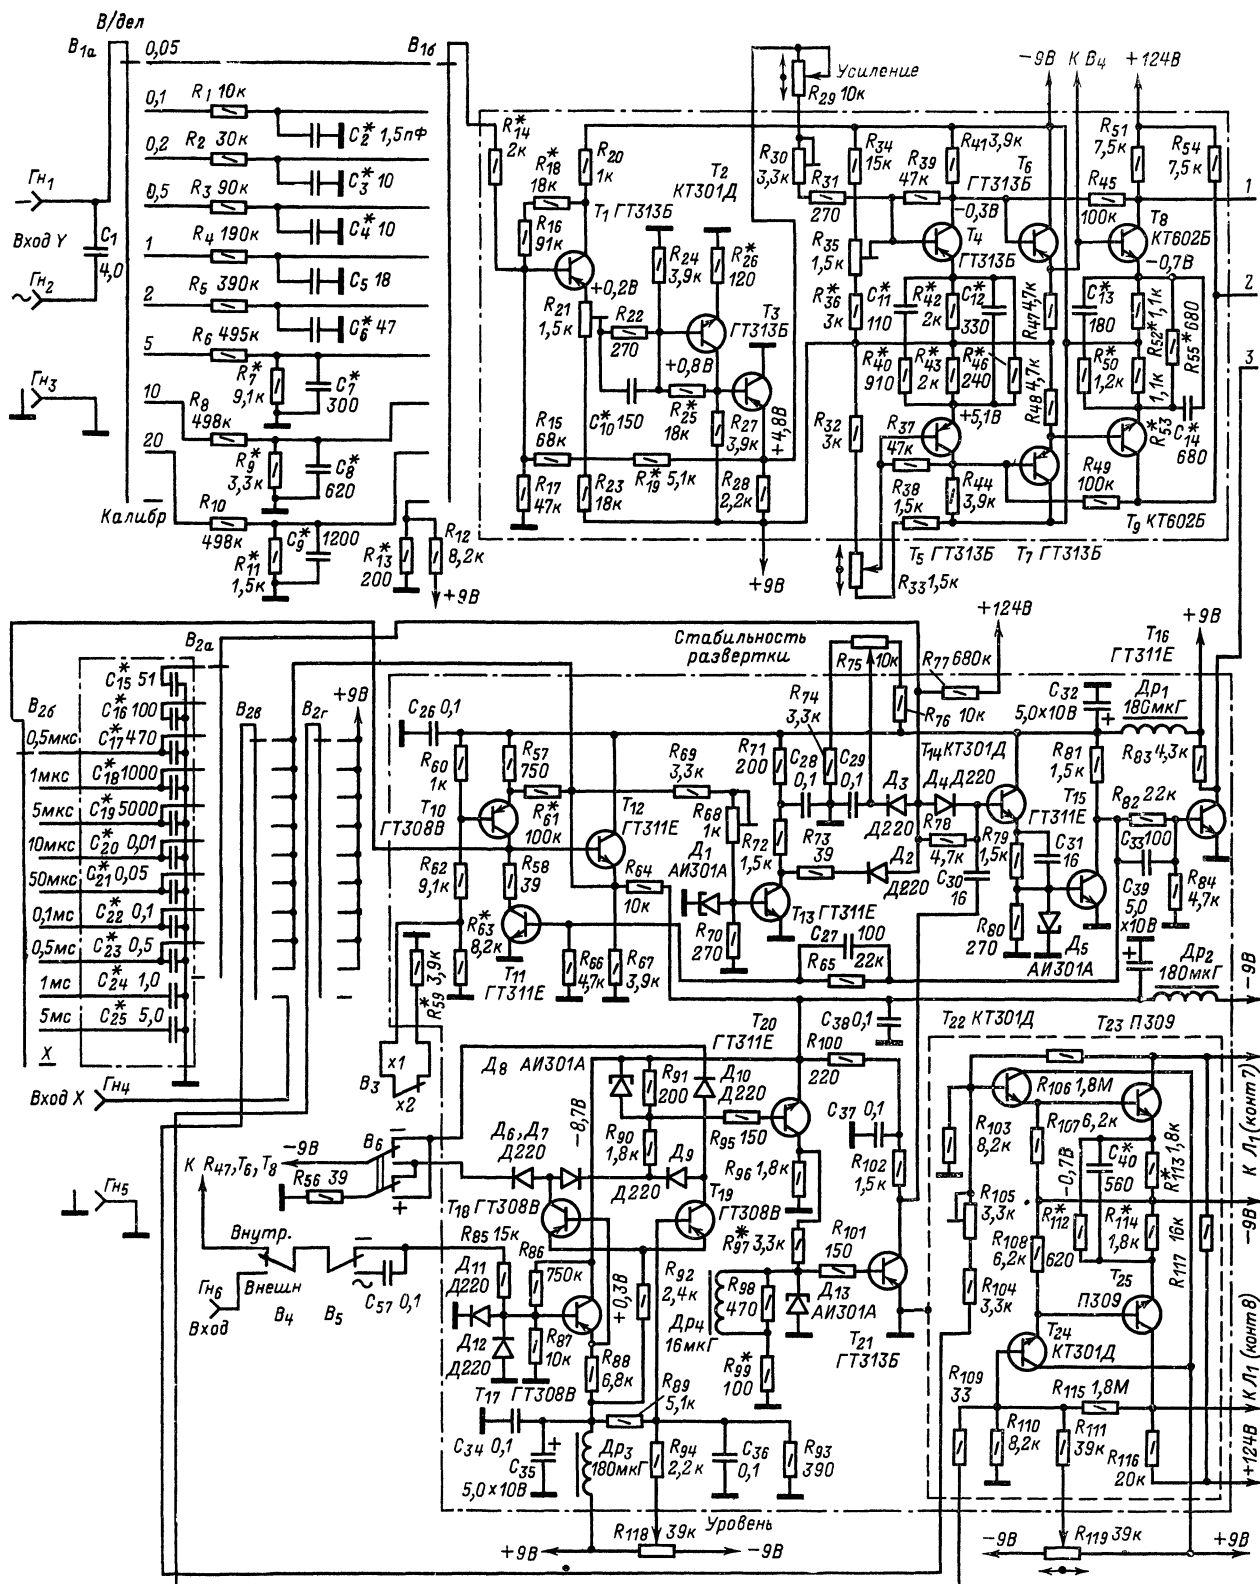 В/дел
В1а
0,05
В1б
0,1
R1 10к
C2* 1,5пФ
0,2
R2 30к
C3* 10
0,5
R3 90к
C4* 10
1
R4 190к
C5 18
2
R5 390к
C6* 47
5
R6 495к
R7*
9,1к
C7*
300
10
R8
498к
R9*
3,3к
C8*
620
20
R10
498к
R11*
1,5к
C9* 1200
Калибр
R12
8,2к
R13*
200
+9В
Гн1
Вход Y
Гн2
C1
4,0
Гн3
R14*
2к
R20
1к
R18*
18к
R16
91к
T1 ГТ313Б
T2
КТ301Д
+0,2В
R21
1,5к
R22
270
R24
3,9к
R26*
120
T3
ГТ313Б
+0,8В
C10* 150
R25*
18к
R27
3,9к
+4,8В
R15
68к
R19* 5,1к
R17
47к
R23
18к
R28
2,2к
+9В
Усиление
R29 10к
R30
3,3к
R31
270
R34
15к
R39
47к
R41 3,9к
T6
ГТ313Б
−0,3В
T4
ГТ313Б
R35
1,5к
R36*
3к
C11*
110
R42*
2к
C12*
330
R47 4,7к
R40*
910
R43*
2к
R46*
240
R48 4,7к
+5,1В
R32
3к
R37
47к
R38
1,5к
R44
3,9к
R33 1,5к
T5 ГТ313Б
T7 ГТ313Б
−9В
К В4
+124В
R51
7,5к
R54
7,5к
R45
100к
T8
КТ602Б
−0,7В
C13*
180
R52* 1,1к
R55* 680
R50*
1,2к
1,1к
R53*
C14*
680
R49
100к
T9 КТ602Б
1
2
3
В2а
C15* 51
C16* 100
В2б
0,5мкс
C17* 470
1мкс
C18* 1000
5мкс
C19* 5000
10мкс
C20* 0,01
50мкс
C21* 0,05
0,1мс
C22* 0,1
0,5мс
C23* 0,5
1мс
C24* 1,0
5мс
C25* 5,0
X
Вход X
Гн4
В2в
В2г
+9В
Стабильность
развертки
C26 0,1
R60
1к
R57
750
T10
ГТ308В
R61*
100к
R69
3,3к
T12
ГТ311Е
R62
9,1к
R58
39
R64
10к
R63*
8,2к
R59* 3,9к
T11
ГТ311Е
R66
4,7к
R67
3,9к
R68
1к
Д1
АИ301А
R70
270
R71
200
R72
1,5к
C28
0,1
C29
0,1
R74
3,3к
R75
10к
R76
10к
R77 680к
+124В
R73
39
Д3
Д220
Д2
Д220
Д4 Д220
T13 ГТ311Е
C27 100
R65
22к
R78
4,7к
C30
16
T14 КТ301Д
R79
1,5к
R80
270
C31
16
Д5
АИ301А
T15
ГТ311Е
C32
5,0х10В
+
R81
1,5к
Др1
180мкГ
T16
ГТ311Е
+9В
R83 4,3к
R82 22к
C33 100
C39
5,0
х10В
+
R84
4,7к
Др2
180мкГ
−9В
х1
В3
х2
−9В
В6
К R47, T6, T8
R56 39
Гн5
Внутр.
Внешн
Гн6
Вход
В4
В5
C57 0,1
−
+
Д8 АИ301А
−8,7В
R91
200
Д10
Д220
R90
1,8к
R95 150
Д6, Д7
Д220
Д9
Д220
T18 ГТ308В
T19
ГТ308В
T20
ГТ311Е
R96 1,8к
R97* 3,3к
R85 15к
R86
750к
Д11
Д220
Д12
Д220
R87
10к
T17 ГТ308В
R88
6,8к
+0,3В
R92
2,4к
R89
5,1к
C34 0,1
C35
5,0х10В
+
Др3
180мкГ
R94
2,2к
C36
0,1
R93
390
Уровень
+9В
R118 39к
−9В
Др4
16мкГ
R98
470
R99*
100
Д13
АИ301А
R101
150
R100
220
C38 0,1
C37 0,1
R102
1,5к
T21
ГТ313Б
T22 КТ301Д
T23 П309
R106 1,8М
R103
8,2к
R107 6,2к
−0,7В
C40*
560
R113* 1,8к
R105
3,3к
R112*
620
R114*
1,8к
R108
6,2к
R104
3,3к
R117 16к
T25
П309
T24
КТ301Д
R109
33
R115 1,8М
R110
8,2к
R111
39к
R116
20к
К Л1 (конт 7)
−9В
К Л1 (конт 8)
+124В
−9В
R119 39к
+9В